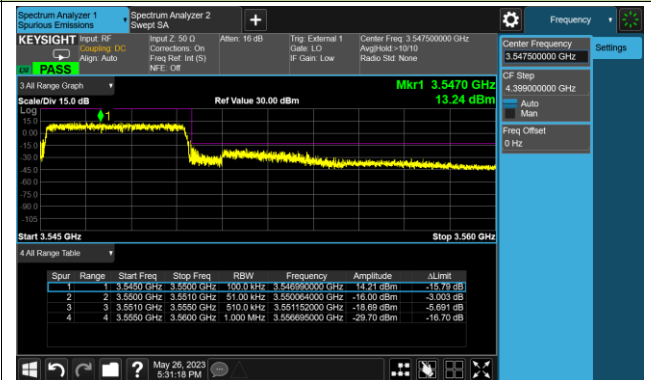 Spectrum Analyzer 1
Spurious Emissions
Spectrum Analyzer 2
Swept SA
Frequency
KEYSIGHT
Input: RF
Coupling: DC
Align: Auto
Input Z: 50 Ω
Corrections: On
Freq Ref: Int (S)
NFE: Off
Atten: 16 dB
Trig: External 1
Gate: LO
IF Gain: Low
Center Freq: 3.547500000 GHz
Avg|Hold:>10/10
Radio Std: None
PASS
Center Frequency
3.547500000 GHz
Settings
CF Step
4.399000000 GHz
Auto
Man
Freq Offset
0 Hz
3 All Range Graph
Mkr1 3.5470 GHz
Scale/Div 15.0 dB
Ref Value 30.00 dBm
13.24 dBm
Log
1
15.0
0.00
-15.0
-30.0
-45.0
-60.0
-75.0
-90.0
-105
Start 3.545 GHz
Stop 3.560 GHz
4 All Range Table
Spur Range Start Freq Stop Freq RBW Frequency Amplitude ΔLimit
1 1 3.5450 GHz 3.5500 GHz 100.0 kHz 3.546990000 GHz 14.21 dBm -15.79 dB
2 2 3.5500 GHz 3.5510 GHz 51.00 kHz 3.550064000 GHz -16.00 dBm -3.003 dB
3 3 3.5510 GHz 3.5550 GHz 510.0 kHz 3.551152000 GHz -18.69 dBm -5.691 dB
4 4 3.5550 GHz 3.5600 GHz 1.000 MHz 3.556695000 GHz -29.70 dBm -16.70 dB
May 26, 2023
5:31:18 PM